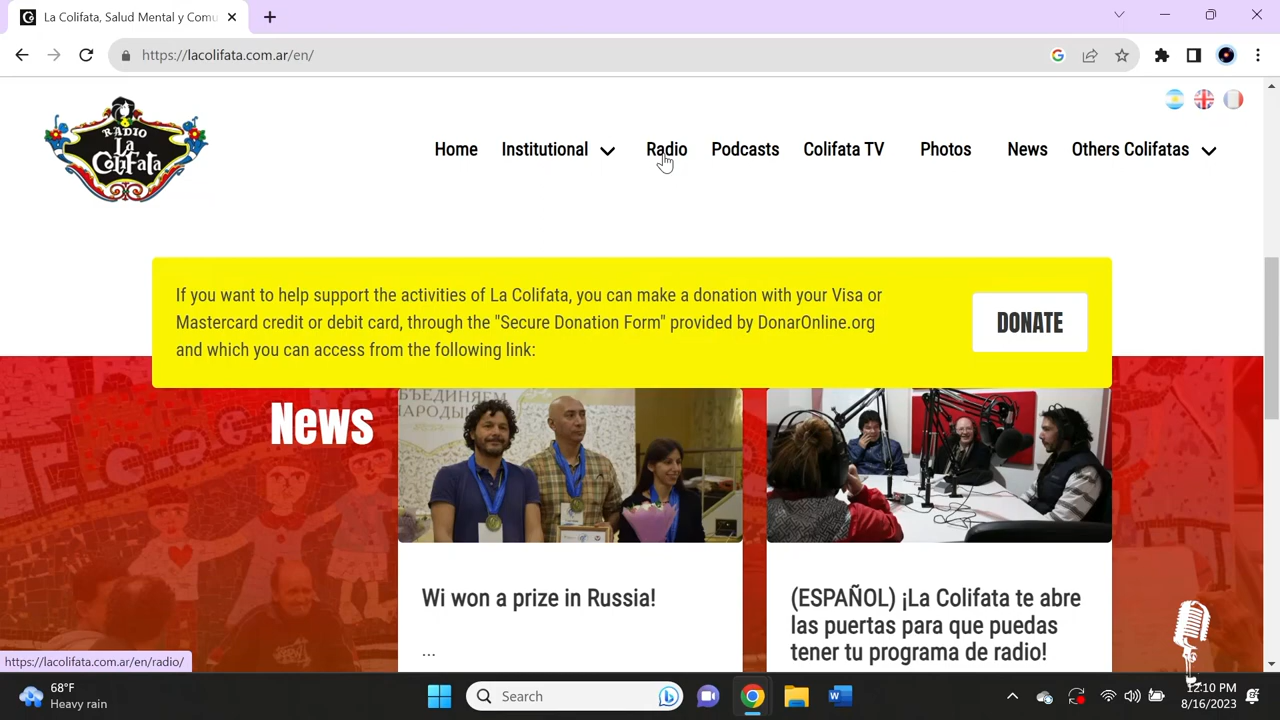 La Colifata, Salud Mental y Comu
https://lacolifata.com.ar/en/
RADIO
La
Colifata
Home Institutional Radio Podcasts Colifata TV Photos News Others Colifatas
If you want to help support the activities of La Colifata, you can make a donation with your Visa or
Mastercard credit or debit card, through the "Secure Donation Form" provided by DonarOnline.org
and which you can access from the following link:
DONATE
News
ОБЪЕДИНЯЕМ
НАРОДЫ!
Wi won a prize in Russia!
...
(ESPAÑOL) ¡La Colifata te abre
las puertas para que puedas
tener tu programa de radio!
https://lacolifata.com.ar/en/radio/
68°F
Heavy rain
Search
12:10 PM
8/16/2023